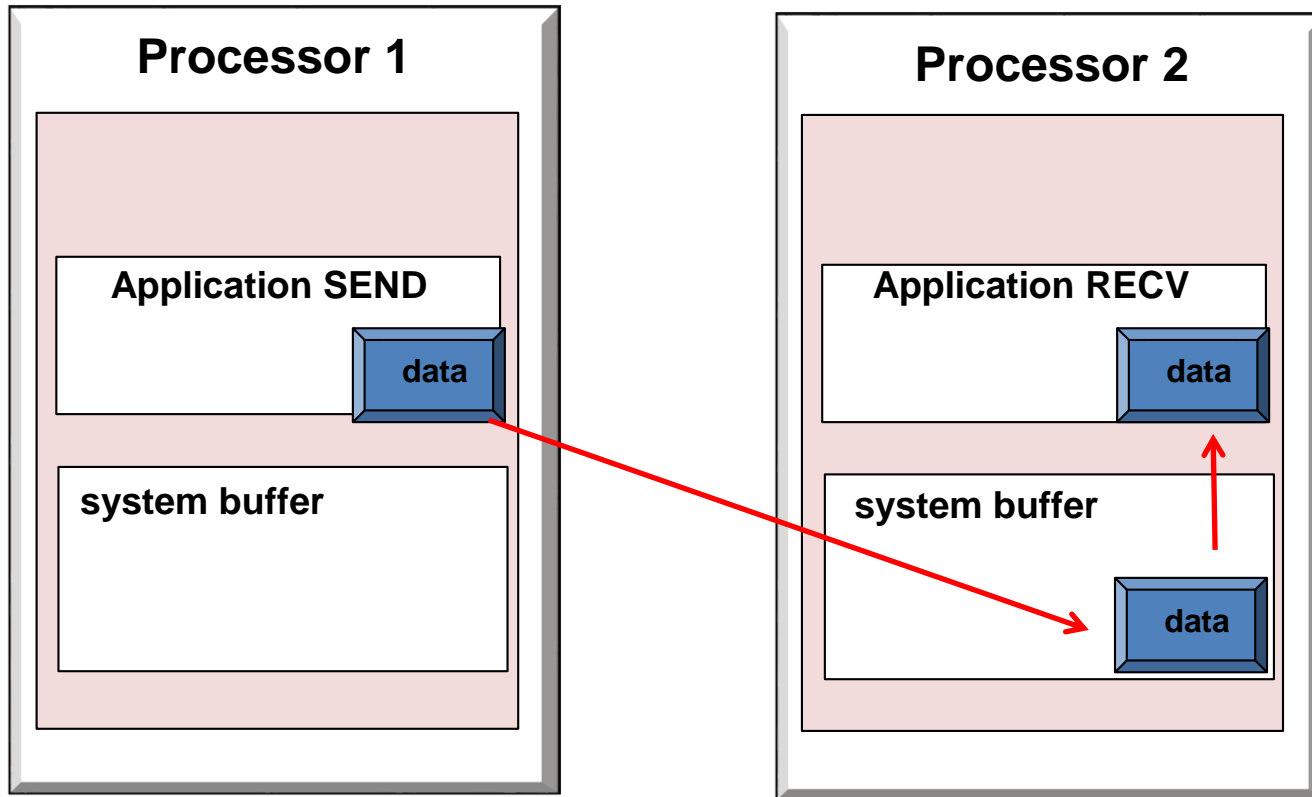 Processor 1
Application SEND
data
system buffer
Processor 2
Application RECV
data
system buffer
data